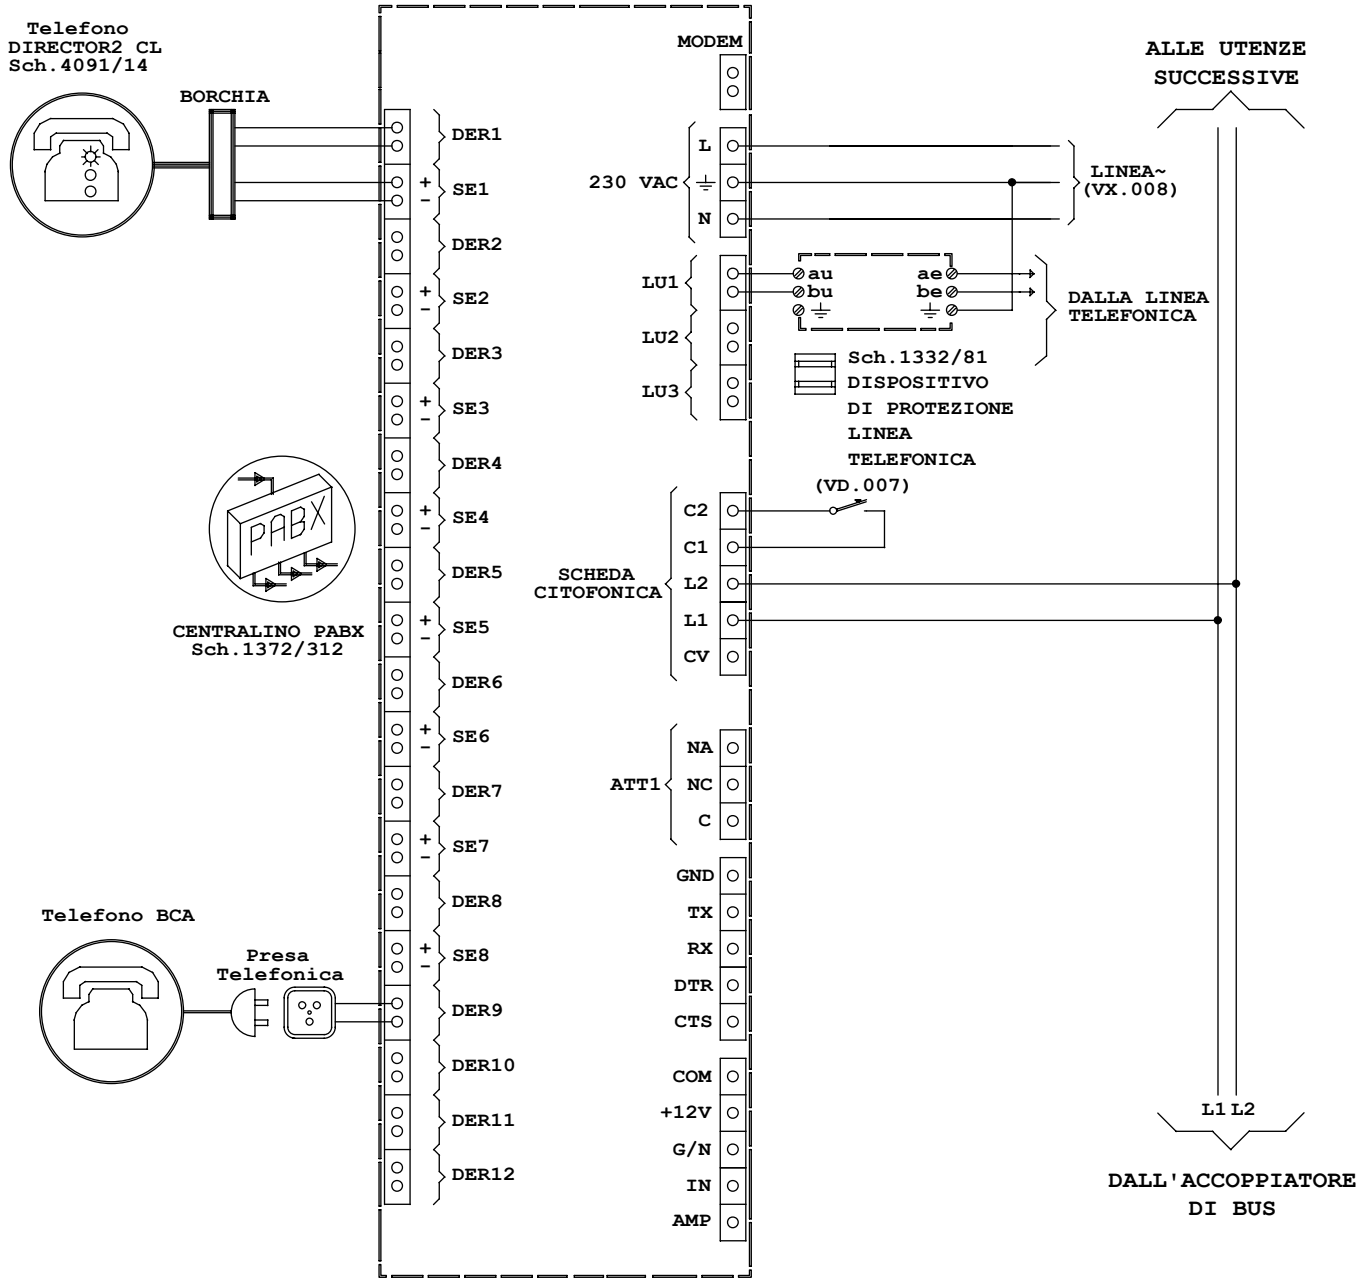 Telefono
DIRECTOR2 CL
Sch.4091/14
BORCHIA
DER1
+
SE1
-
DER2
+
SE2
-
DER3
+
SE3
-
DER4
+
SE4
-
DER5
+
SE5
-
DER6
+
SE6
-
DER7
+
SE7
-
DER8
+
SE8
-
DER9
DER10
DER11
DER12
PABX
CENTRALINO PABX
Sch.1372/312
Telefono BCA
Presa
Telefonica
MODEM
230 VAC
L
N
LINEA~
(VX.008)
LU1
LU2
LU3
au
bu
ae
be
DALLA LINEA
TELEFONICA
Sch.1332/81
DISPOSITIVO
DI PROTEZIONE
LINEA
TELEFONICA
(VD.007)
SCHEDA
CITOFONICA
C2
C1
L2
L1
CV
ATT1
NA
NC
C
GND
TX
RX
DTR
CTS
COM
+12V
G/N
IN
AMP
ALLE UTENZE
SUCCESSIVE
L1 L2
DALL'ACCOPPIATORE
DI BUS